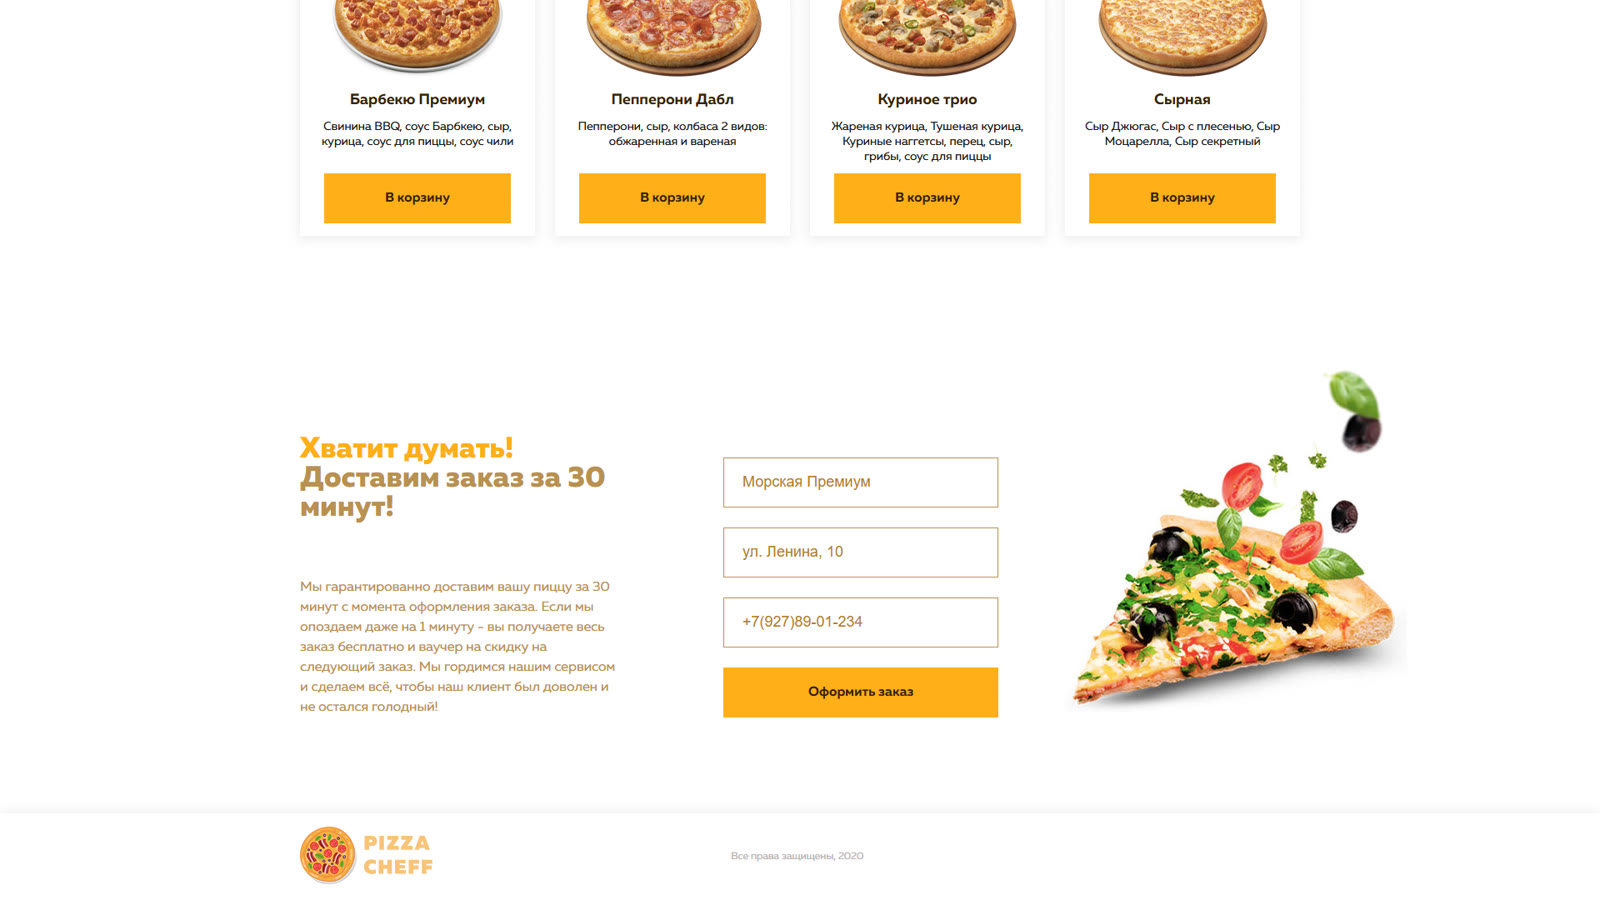 Барбекю Премиум
Свинина BBQ, соус Барбекю, сыр,
курица, соус для пиццы, соус чили
В корзину
Пепперони Дабл
Пепперони, сыр, колбаса 2 видов:
обжаренная и вареная
В корзину
Куриное трио
Жареная курица, Тушеная курица,
Куриные наггетсы, перец, сыр,
грибы, соус для пиццы
В корзину
Сырная
Сыр Джюгас, Сыр с плесенью, Сыр
Моцарелла, Сыр секретный
В корзину
Хватит думать!
Доставим заказ за 30
минут!
Мы гарантированно доставим вашу пиццу за 30
минут с момента оформления заказа. Если мы
опоздаем даже на 1 минуту - вы получаете весь
заказ бесплатно и ваучер на скидку на
следующий заказ. Мы гордимся нашим сервисом
и сделаем всё, чтобы наш клиент был доволен и
не остался голодный!
Морская Премиум
ул. Ленина, 10
+7(927)89-01-234
Оформить заказ
PIZZA
CHEFF
Все права защищены, 2020